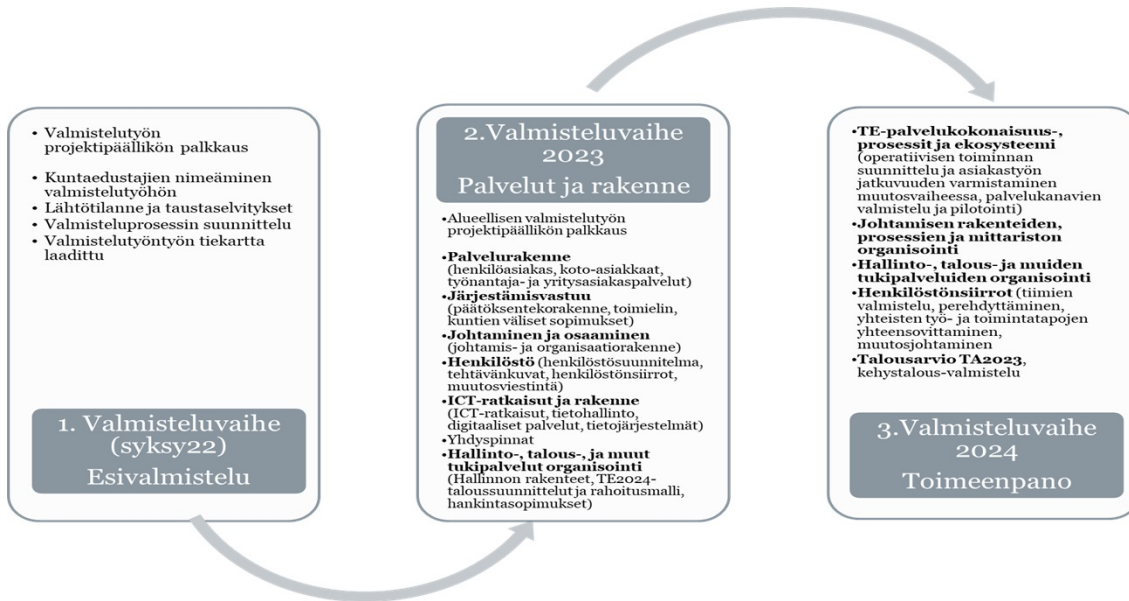 • Valmistelutyön
projektipäällikön palkkaus
• Kuntaedustajien nimeäminen
valmistelutyöhön
• Lähtötilanne ja taustaselvitykset
• Valmisteluprosessin suunnittelu
• Valmistelutyöntyön tiekartta
laadittu
1. Valmisteluvaihe
(syksy22)
Esivalmistelu
2.Valmisteluvaihe
2023
Palvelut ja rakenne
•Alueellisen valmistelutyön
projektipäällikön palkkaus
•Palvelurakenne
(henkilöasiakas, koto-asiakkaat,
työnantaja- ja yritysasiakaspalvelut)
•Järjestämisvastuu
(päätöksentekorakenne, toimielin,
kuntien väliset sopimukset)
•Johtaminen ja osaaminen
(johtamis- ja organisaatiorakenne)
•Henkilöstö (henkilöstösuunnitelma,
tehtävänkuvat, henkilöstönsiirrot,
muutosviestintä)
•ICT-ratkaisut ja rakenne
(ICT-ratkaisut, tietohallinto,
digitaaliset palvelut, tietojärjestelmät)
•Yhdyspinnat
•Hallinto-, talous-, ja muut
tukipalvelut organisointi
(Hallinnon rakenteet, TE2024-
taloussuunnittelut ja rahoitusmalli,
hankintasopimukset)
•TE-palvelukokonaisuus-,
prosessit ja ekosysteemi
(operatiivisen toiminnan
suunnittelu ja asiakastyön
jatkuvuuden varmistaminen
muutosvaiheessa, palvelukanavien
valmistelu ja pilotointi)
•Johtamisen rakenteiden,
prosessien ja mittariston
organisointi
•Hallinto-, talous- ja muiden
tukipalveluiden organisointi
•Henkilöstönsiirrot (tiimien
valmistelu, perehdyttäminen,
yhteisten työ- ja toimintatapojen
yhteensovittaminen,
muutosjohtaminen
•Talousarvio TA2023,
kehystalous-valmistelu
3.Valmisteluvaihe
2024
Toimeenpano